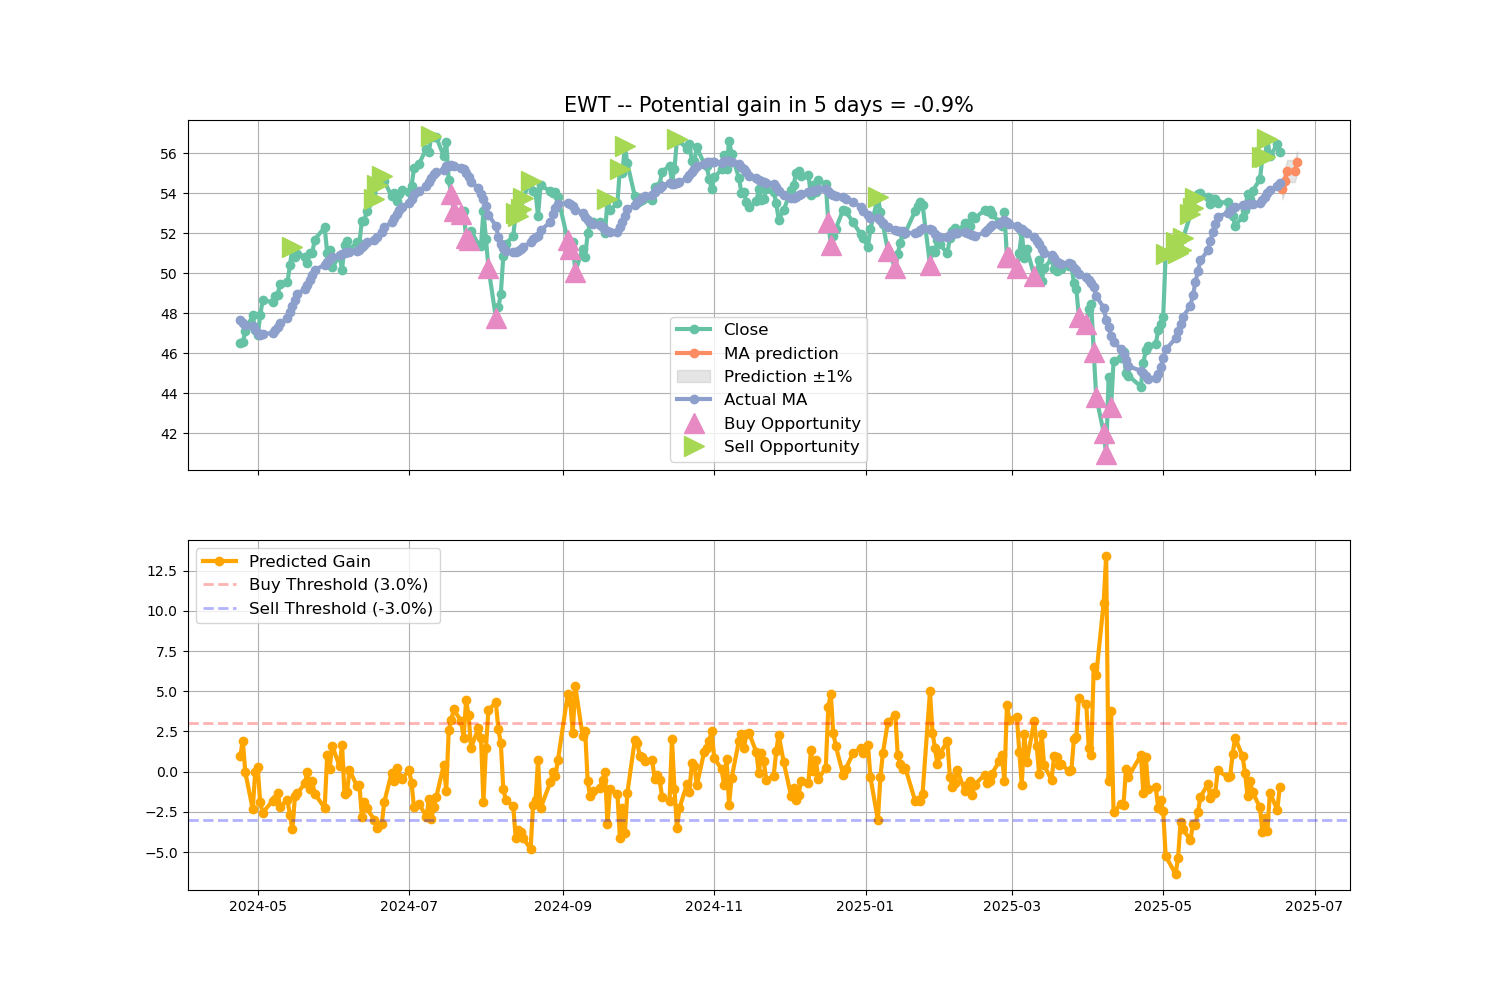 EWT -- Potential gain in 5 days = -0.9%
56
54
52
50
48
46
44
42
Close
MA prediction
Prediction ±1%
Actual MA
Buy Opportunity
Sell Opportunity
Predicted Gain
Buy Threshold (3.0%)
Sell Threshold (-3.0%)
12.5
10.0
7.5
5.0
2.5
0.0
−2.5
−5.0
2024-05 2024-07 2024-09 2024-11 2025-01 2025-03 2025-05 2025-07